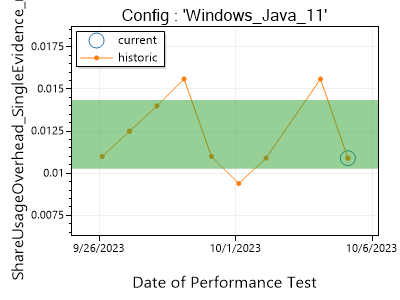 Config : 'Windows_Java_11'
ShareUsageOverhead_SingleEvidence_
current
historic
0.0175
0.015
0.0125
0.01
0.0075
9/26/2023
10/1/2023
10/6/2023
Date of Performance Test